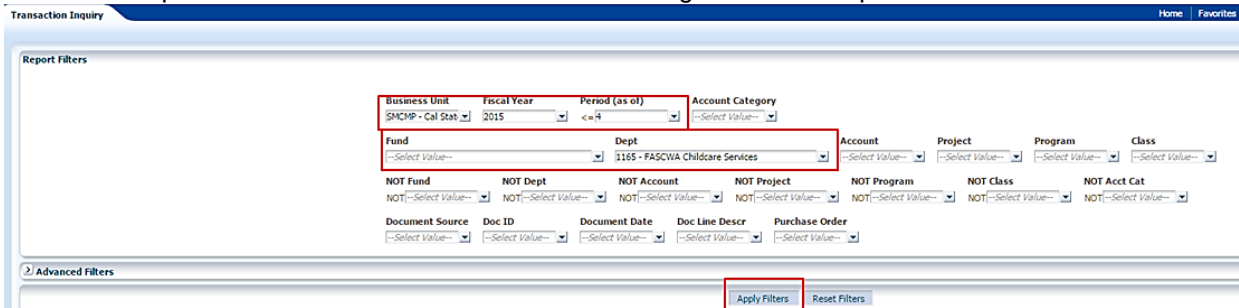 Transaction Inquiry Home Favorites
Report Filters
Business Unit Fiscal Year Period (as of) Account Category
SMCMP - Cal Stat 2015 <= 4 --Select Value--
Fund Dept Account Project Program Class
--Select Value-- 1165 - FASCWA Childcare Services --Select Value-- --Select Value-- --Select Value-- --Select Value--
NOT Fund NOT Dept NOT Account NOT Project NOT Program NOT Class NOT Acct Cat
NOT --Select Value-- NOT --Select Value-- NOT --Select Value-- NOT --Select Value-- NOT --Select Value-- NOT --Select Value-- NOT --Select Value--
Document Source Doc ID Document Date Doc Line Descr Purchase Order
--Select Value-- --Select Value-- --Select Value-- --Select Value-- --Select Value--
Advanced Filters
Apply Filters Reset Filters